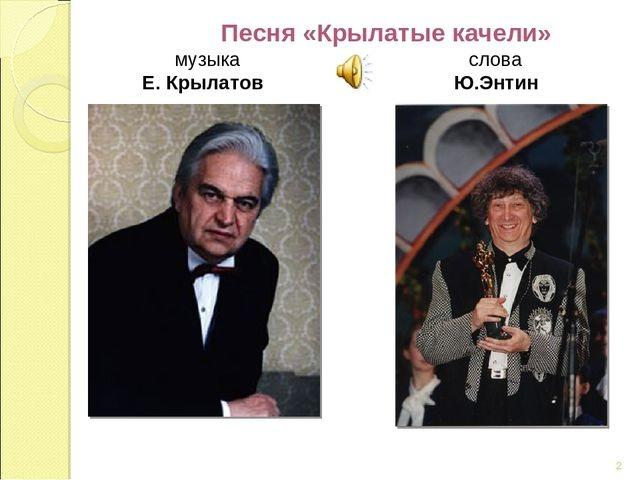 Песня «Крылатые качели»
музыка
Е. Крылатов
слова
Ю.Энтин
2